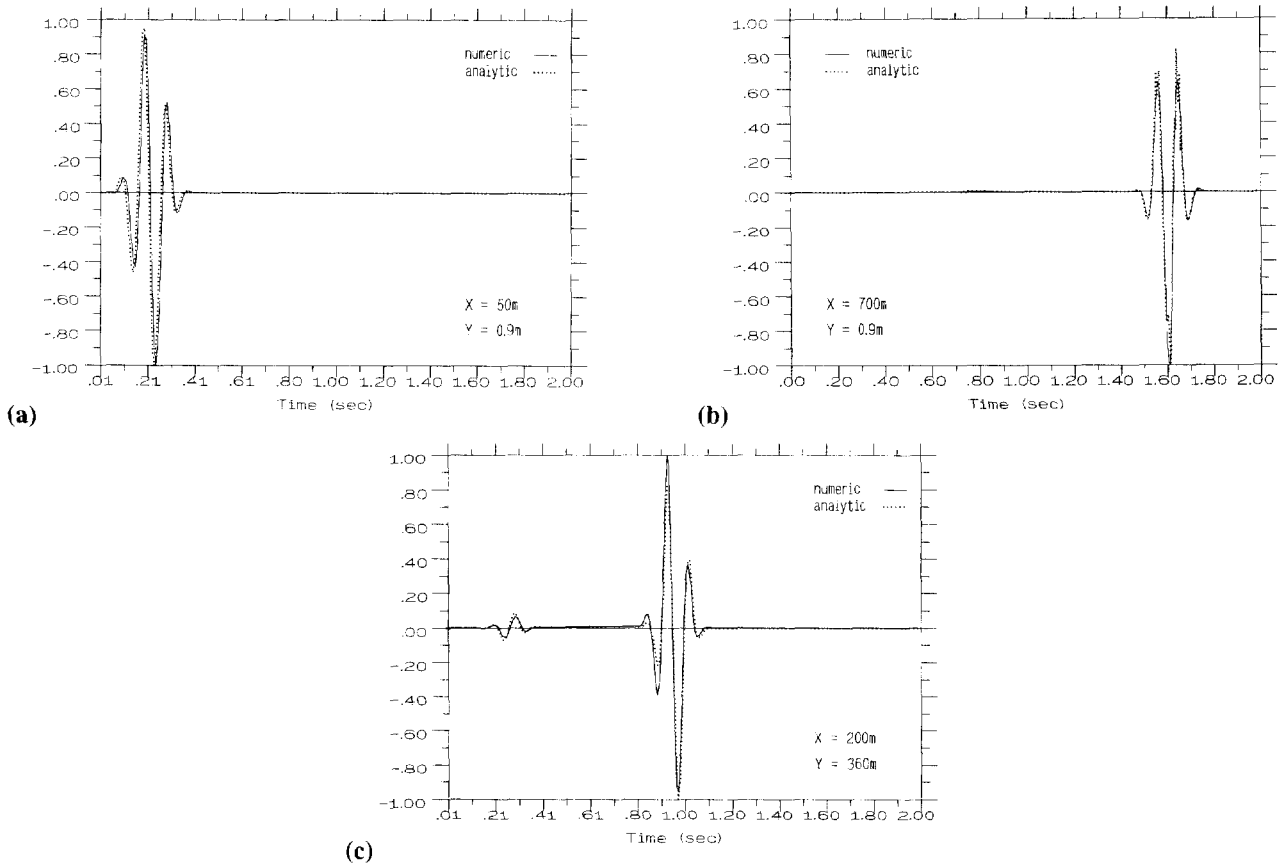 1.00
.80
.60
.40
.20
.00
-.20
-.40
-.60
-.80
-1.00
numeric
analytic
X = 50m
Y = 0.9m
.01 .21 .41 .61 .80 1.00 1.20 1.40 1.60 1.80 2.00
Time (sec)
(a)
1.00
.80
.60
.40
.20
.00
-.20
-.40
-.60
-.80
-1.00
numeric
analytic
X = 700m
Y = 0.9m
.00 .20 .40 .60 .80 1.00 1.20 1.40 1.60 1.80 2.00
Time (sec)
(b)
1.00
.80
.60
.40
.20
.00
-.20
-.40
-.60
-.80
-1.00
numeric
analytic
X = 200m
Y = 360m
.01 .21 .41 .61 .80 1.00 1.20 1.40 1.60 1.80 2.00
Time (sec)
(c)